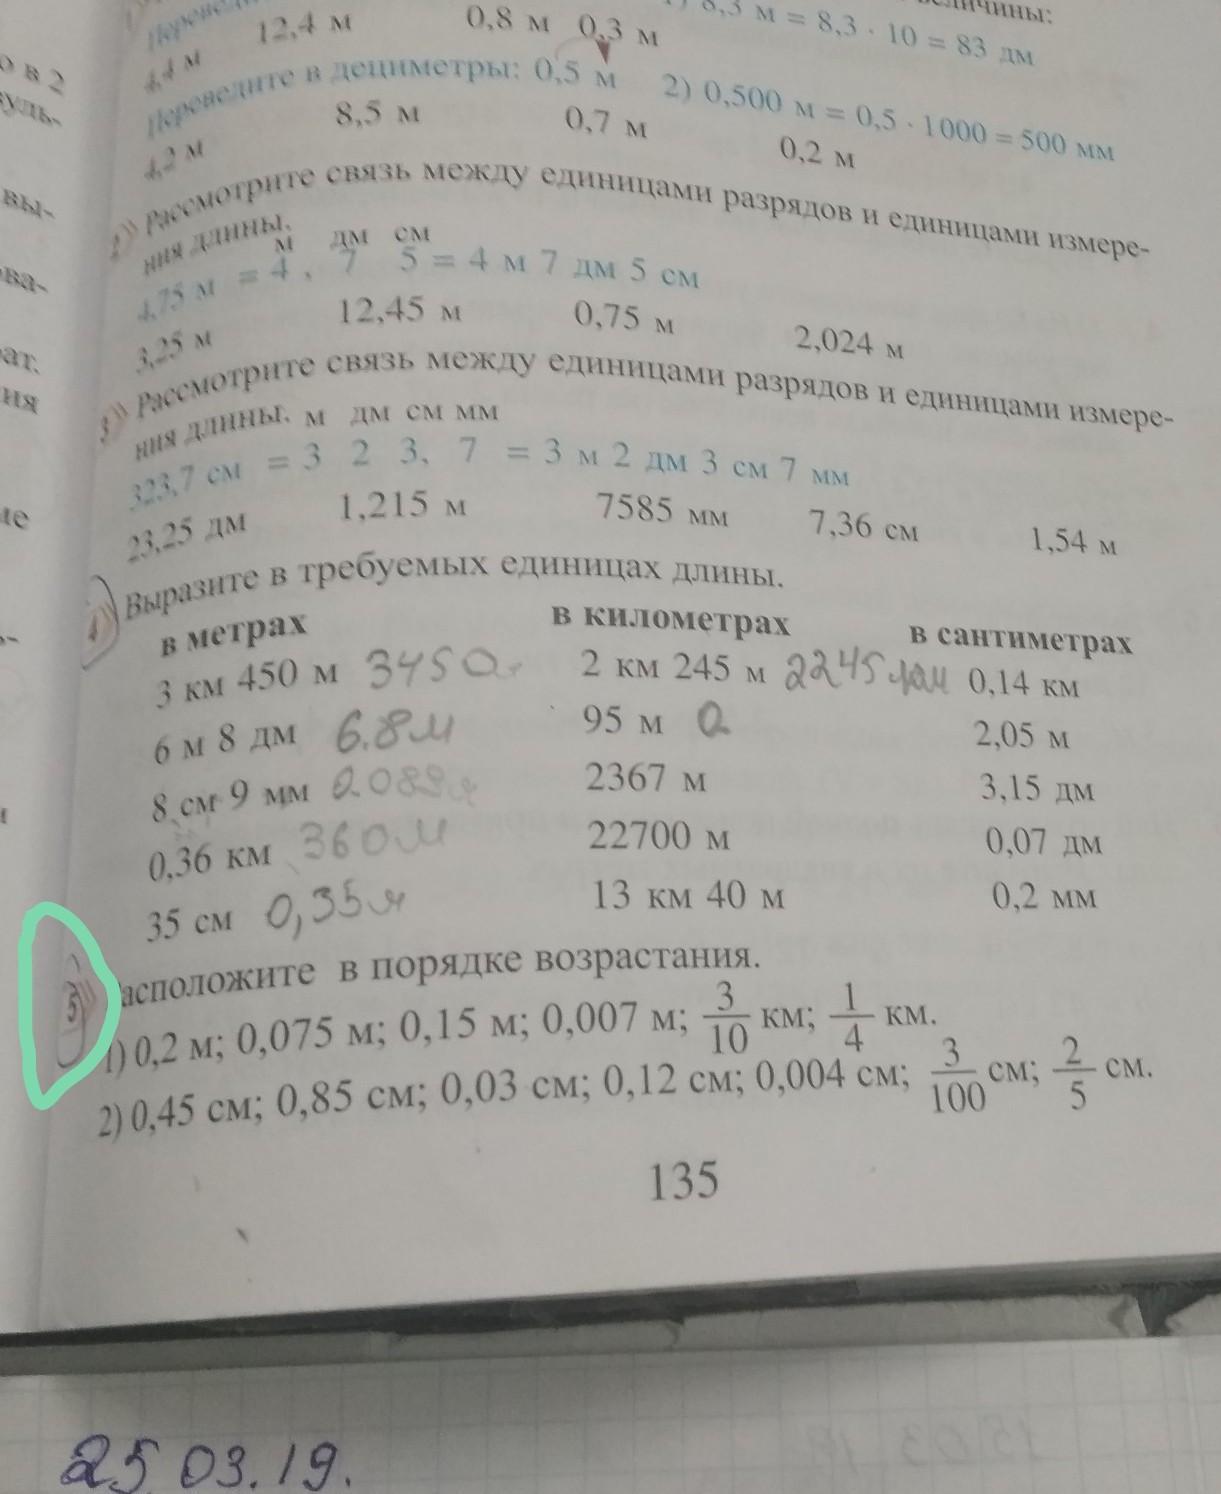 личины:
12,4 м 0,8 м 0,3 м 8,3 м = 8,3 · 10 = 83 дм
4,4 м
Переведите в дециметры: 0,5 м 2) 0,500 м = 0,5 · 1000 = 500 мм
4,2 м 8,5 м 0,7 м 0,2 м
2 Рассмотрите связь между единицами разрядов и единицами измере-
ния длины.
м дм см
4,75 м = 4 , 7 5 = 4 м 7 дм 5 см
3,25 м 12,45 м 0,75 м 2,024 м
3 Рассмотрите связь между единицами разрядов и единицами измере-
ния длины. м дм см мм
323,7 см = 3 2 3, 7 = 3 м 2 дм 3 см 7 мм
23,25 дм 1,215 м 7585 мм 7,36 см 1,54 м
4 Выразите в требуемых единицах длины.
в метрах в километрах в сантиметрах
3 км 450 м 3450 2 км 245 м 2245 0,14 км
6 м 8 дм 6.8м 95 м 0 2,05 м
8 см 9 мм 0.089 2367 м 3,15 дм
0,36 км 360м 22700 м 0,07 дм
35 см 0,35м 13 км 40 м 0,2 мм
5 асположите в порядке возрастания.
1) 0,2 м; 0,075 м; 0,15 м; 0,007 м; 3/10 км; 1/4 км.
2) 0,45 см; 0,85 см; 0,03 см; 0,12 см; 0,004 см; 3/100 см; 2/5 см.
135
25 03.19.